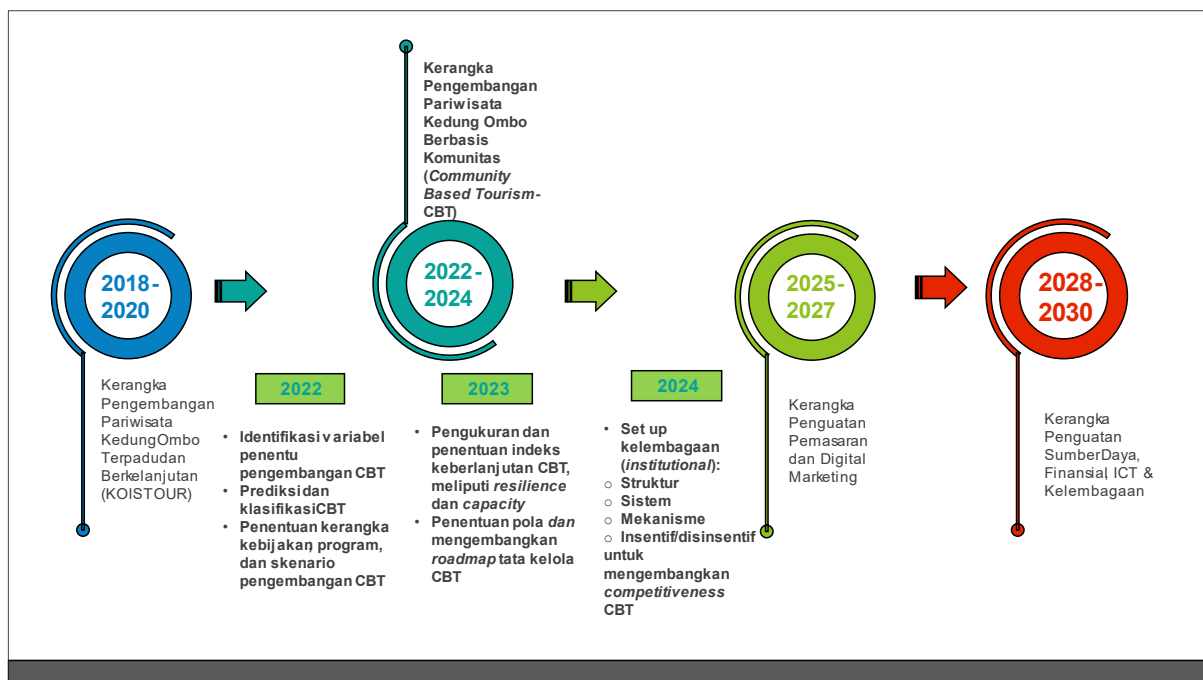 Kerangka
Pengembangan
Pariwisata
Kedung Ombo
Berbasis
Komunitas
(Community
Based Tourism-
CBT)
2018-
2020
2022-
2024
2025-
2027
2028-
2030
Kerangka
Pengembangan
Pariwisata
KedungOmbo
Terpadudan
Berkelanjutan
(KOISTOUR)
2022
• Identifikasi variabel
penentu
pengembangan CBT
• Prediksi dan
klasifikasiCBT
• Penentuan kerangka
kebijakan, program,
dan skenario
pengembangan CBT
2023
• Pengukuran dan
penentuan indeks
keberlanjutan CBT,
meliputi resilience
dan capacity
• Penentuan pola dan
mengembangkan
roadmap tata kelola
CBT
2024
• Set up
kelembagaan
(institutional):
o Struktur
o Sistem
o Mekanisme
o Insentif/disinsentif
untuk
mengembangkan
competitiveness
CBT
Kerangka
Penguatan
Pemasaran
dan Digital
Marketing
Kerangka
Penguatan
SumberDaya,
Finansial, ICT &
Kelembagaan